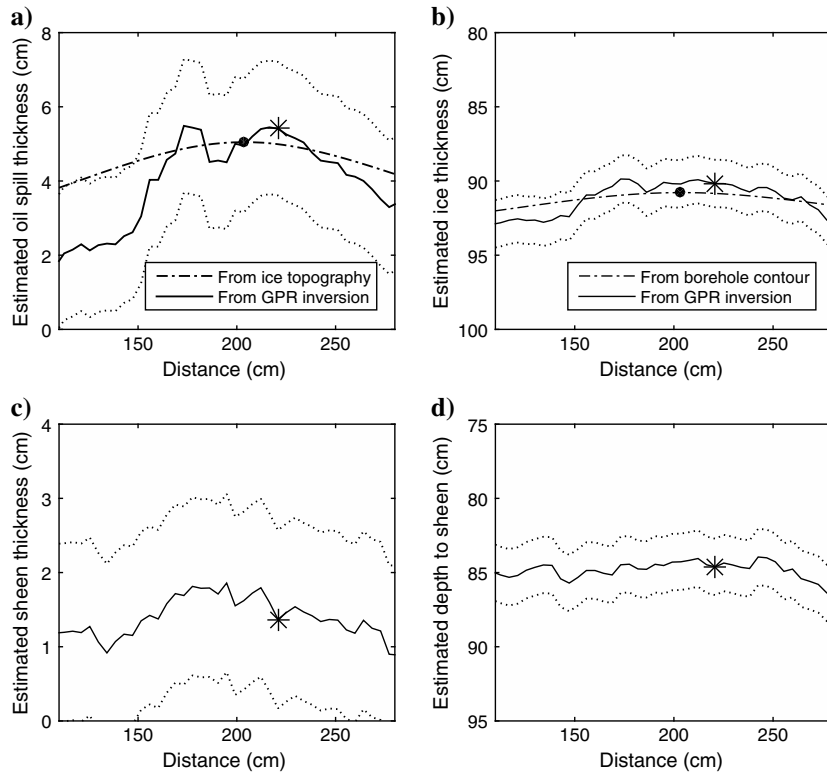 a)
Estimated oil spill thickness (cm)
8
6
4
2
0
From ice topography
From GPR inversion
150 200 250
Distance (cm)
b)
Estimated ice thickness (cm)
80
85
90
95
100
From borehole contour
From GPR inversion
150 200 250
Distance (cm)
c)
Estimated sheen thickness (cm)
4
3
2
1
0
150 200 250
Distance (cm)
d)
Estimated depth to sheen (cm)
75
80
85
90
95
150 200 250
Distance (cm)